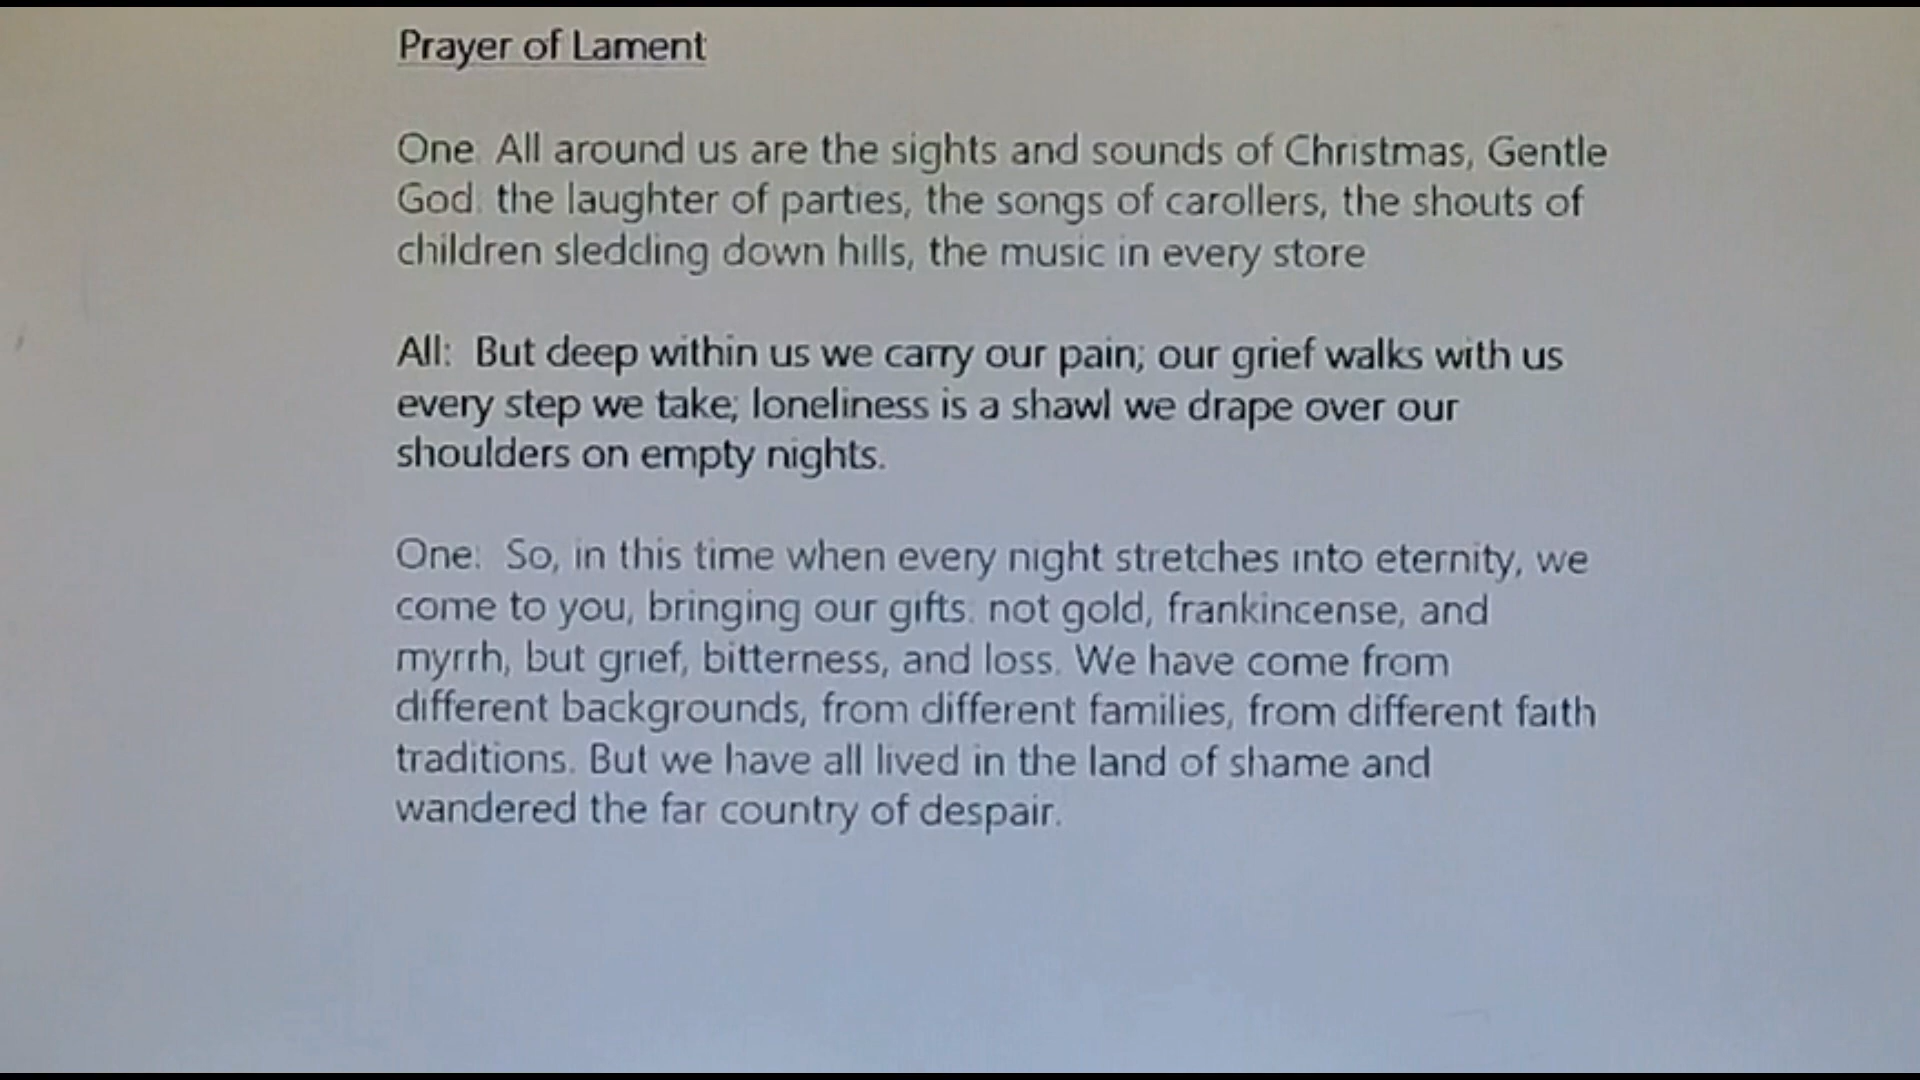 Prayer of Lament
One: All around us are the sights and sounds of Christmas, Gentle
God: the laughter of parties, the songs of carollers, the shouts of
children sledding down hills, the music in every store
All: But deep within us we carry our pain; our grief walks with us
every step we take; loneliness is a shawl we drape over our
shoulders on empty nights.
One: So, in this time when every night stretches into eternity, we
come to you, bringing our gifts: not gold, frankincense, and
myrrh, but grief, bitterness, and loss. We have come from
different backgrounds, from different families, from different faith
traditions. But we have all lived in the land of shame and
wandered the far country of despair.